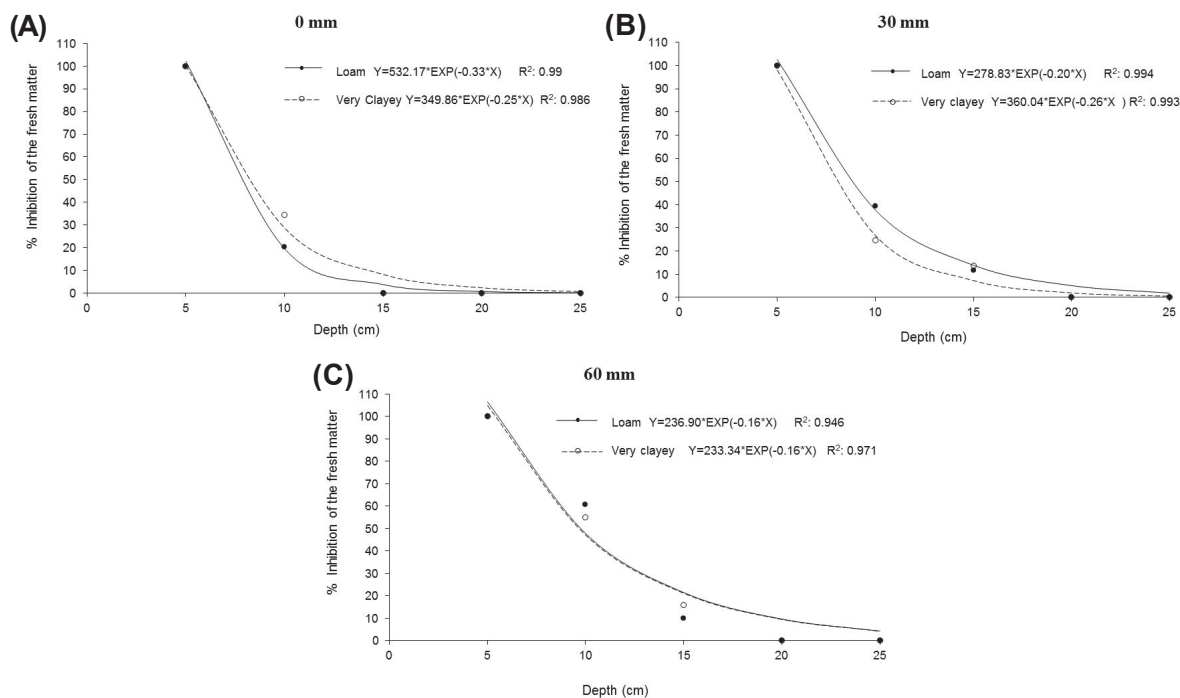 (A)
0 mm
% Inhibition of the fresh matter
110
100
90
80
70
60
50
40
30
20
10
0
Loam Y=532.17*EXP(-0.33*X) R²: 0.99
Very Clayey Y=349.86*EXP(-0.25*X) R²: 0.986
0 5 10 15 20 25
Depth (cm)
(B)
30 mm
% Inhibition of the fresh matter
110
100
90
80
70
60
50
40
30
20
10
0
Loam Y=278.83*EXP(-0.20*X) R²: 0.994
Very clayey Y=360.04*EXP(-0.26*X ) R²: 0.993
0 5 10 15 20 25
Depth (cm)
(C)
60 mm
% Inhibition of the fresh matter
110
100
90
80
70
60
50
40
30
20
10
0
Loam Y=236.90*EXP(-0.16*X) R²: 0.946
Very clayey Y=233.34*EXP(-0.16*X) R²: 0.971
0 5 10 15 20 25
Depth (cm)